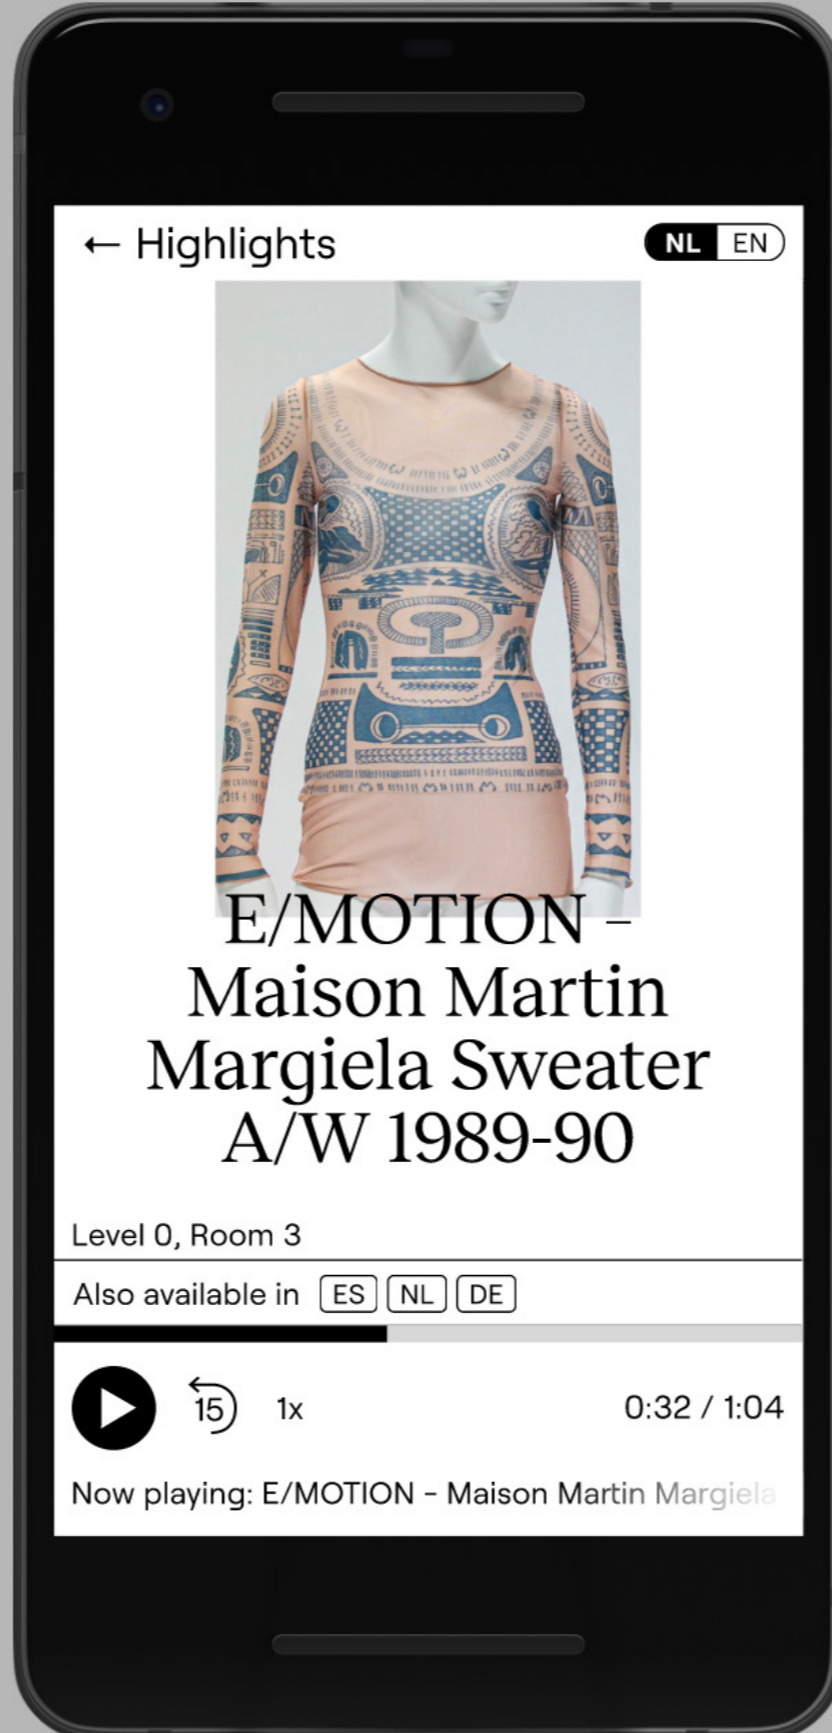 ← Highlights
NL EN
E/MOTION –
Maison Martin
Margiela Sweater
A/W 1989-90
Level 0, Room 3
Also available in ES NL DE
15 1x 0:32 / 1:04
Now playing: E/MOTION – Maison Martin Margiela